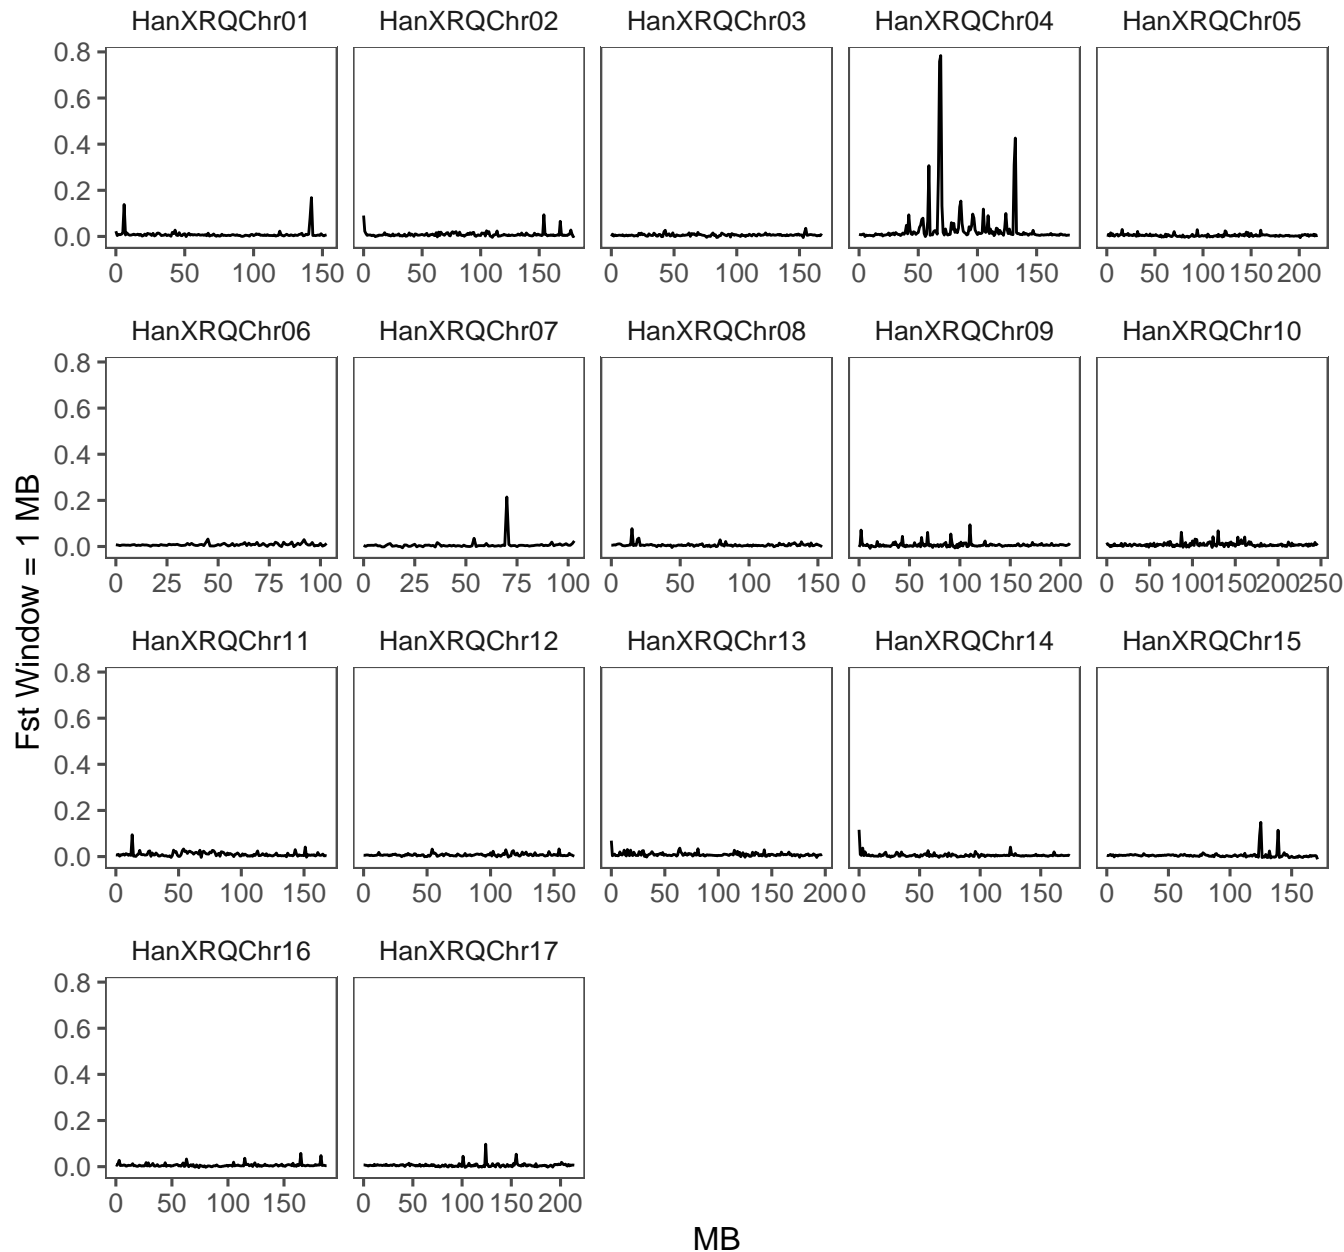 HanXRQChr01 HanXRQChr02 HanXRQChr03 HanXRQChr04 HanXRQChr05
0.8
0.6
0.4
0.2
0.0
0 50 100 150 0 50 100 150 0 50 100 150 0 50 100 150 0 50 100 150 200
HanXRQChr06 HanXRQChr07 HanXRQChr08 HanXRQChr09 HanXRQChr10
0.8
0.6
0.4
0.2
0.0
0 25 50 75 100 0 25 50 75 100 0 50 100 150 0 50 100 150 200 0 50 100 150 200 250
Fst Window = 1 MB
HanXRQChr11 HanXRQChr12 HanXRQChr13 HanXRQChr14 HanXRQChr15
0.8
0.6
0.4
0.2
0.0
0 50 100 150 0 50 100 150 0 50 100 150 200 0 50 100 150 0 50 100 150
HanXRQChr16 HanXRQChr17
0.8
0.6
0.4
0.2
0.0
0 50 100 150 0 50 100 150 200
MB